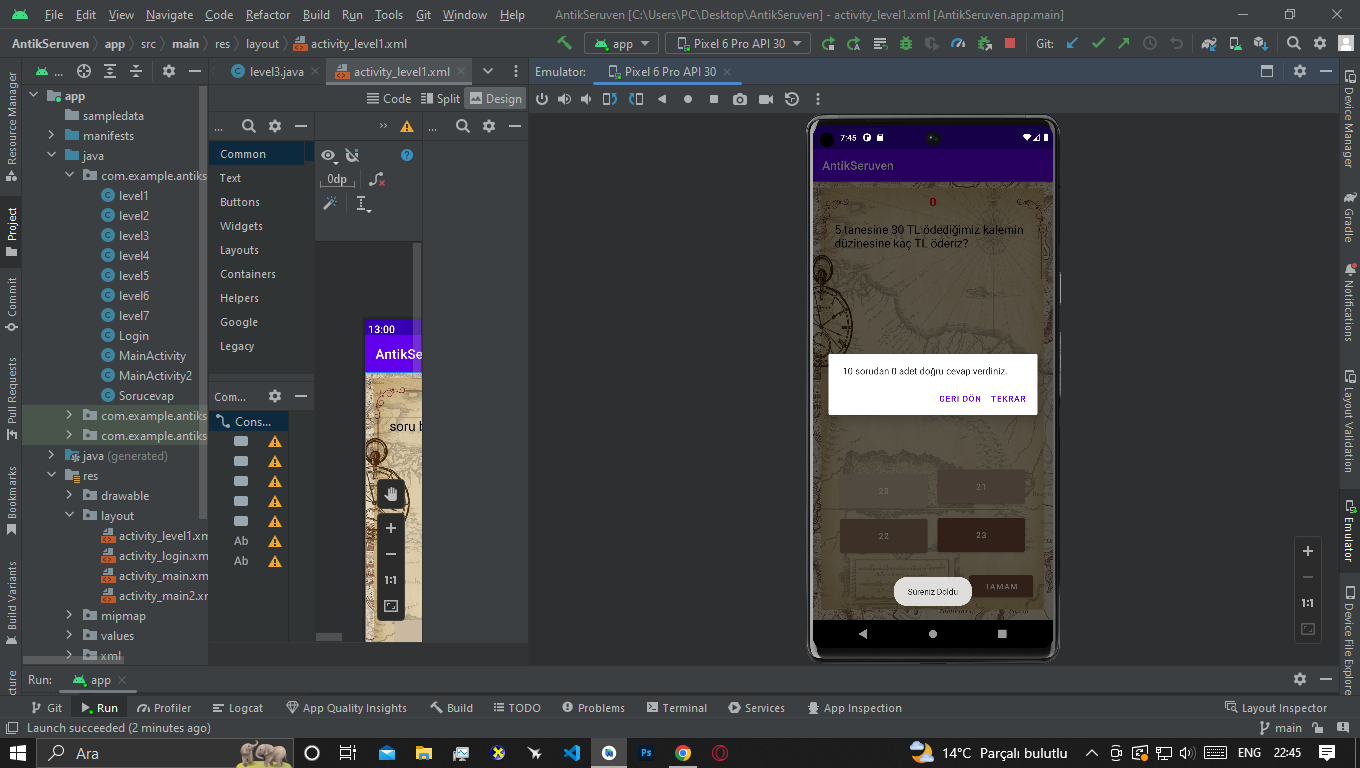 File Edit View Navigate Code Refactor Build Run Tools Git Window Help AntikSeruven [C:\Users\PC\Desktop\AntikSeruven] - activity_level1.xml [AntikSeruven.app.main]
AntikSeruven app src main res layout activity_level1.xml app Pixel 6 Pro API 30 Git:
Resource Manager
Project
Commit
Pull Requests
Bookmarks
Build Variants
cture
...
app
sampledata
manifests
java
com.example.antiks
level1
level2
level3
level4
level5
level6
level7
Login
MainActivity
MainActivity2
Sorucevap
com.example.antiks
com.example.antiks
java (generated)
res
drawable
layout
activity_level1.xm
activity_login.xm
activity_main.xm
activity_main2.xr
mipmap
values
xml
level3.java activity_level1.xml
Code Split Design
... » ...
Common
Text
Buttons
Widgets
Layouts
Containers
Helpers
Google
Legacy
0dp
Com...
Cons...
Ab
Ab
13:00
AntikSe
soru b
1:1
Emulator: Pixel 6 Pro API 30
7:45
AntikSeruven
0
5 tanesine 30 TL ödediğimiz kalemin
düzinesine kaç TL öderiz?
10 sorudan 0 adet doğru cevap verdiniz.
GERI DÖN TEKRAR
20 21
22 23
TAMAM
Süreniz Doldu
1:1
Device Manager
Gradle
Notifications
Layout Validation
Emulator
Device File Explore
Run: app
Git Run Profiler Logcat App Quality Insights Build TODO Problems Terminal Services App Inspection Layout Inspector
Launch succeeded (2 minutes ago) main
Ara 14°C Parçalı bulutlu ENG 22:45